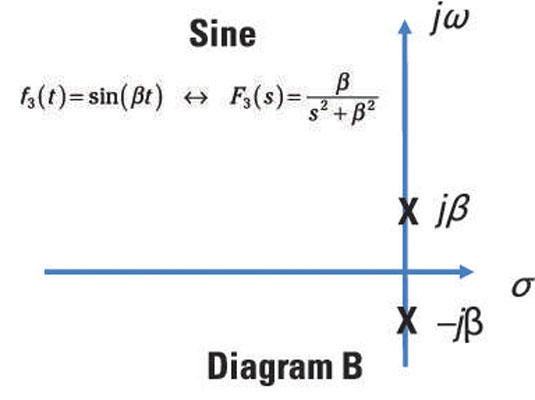 jω
Sine
f₃(t)=sin(βt) ↔ F₃(s)=β/(s²+β²)
X jβ
σ
X –jβ
Diagram B